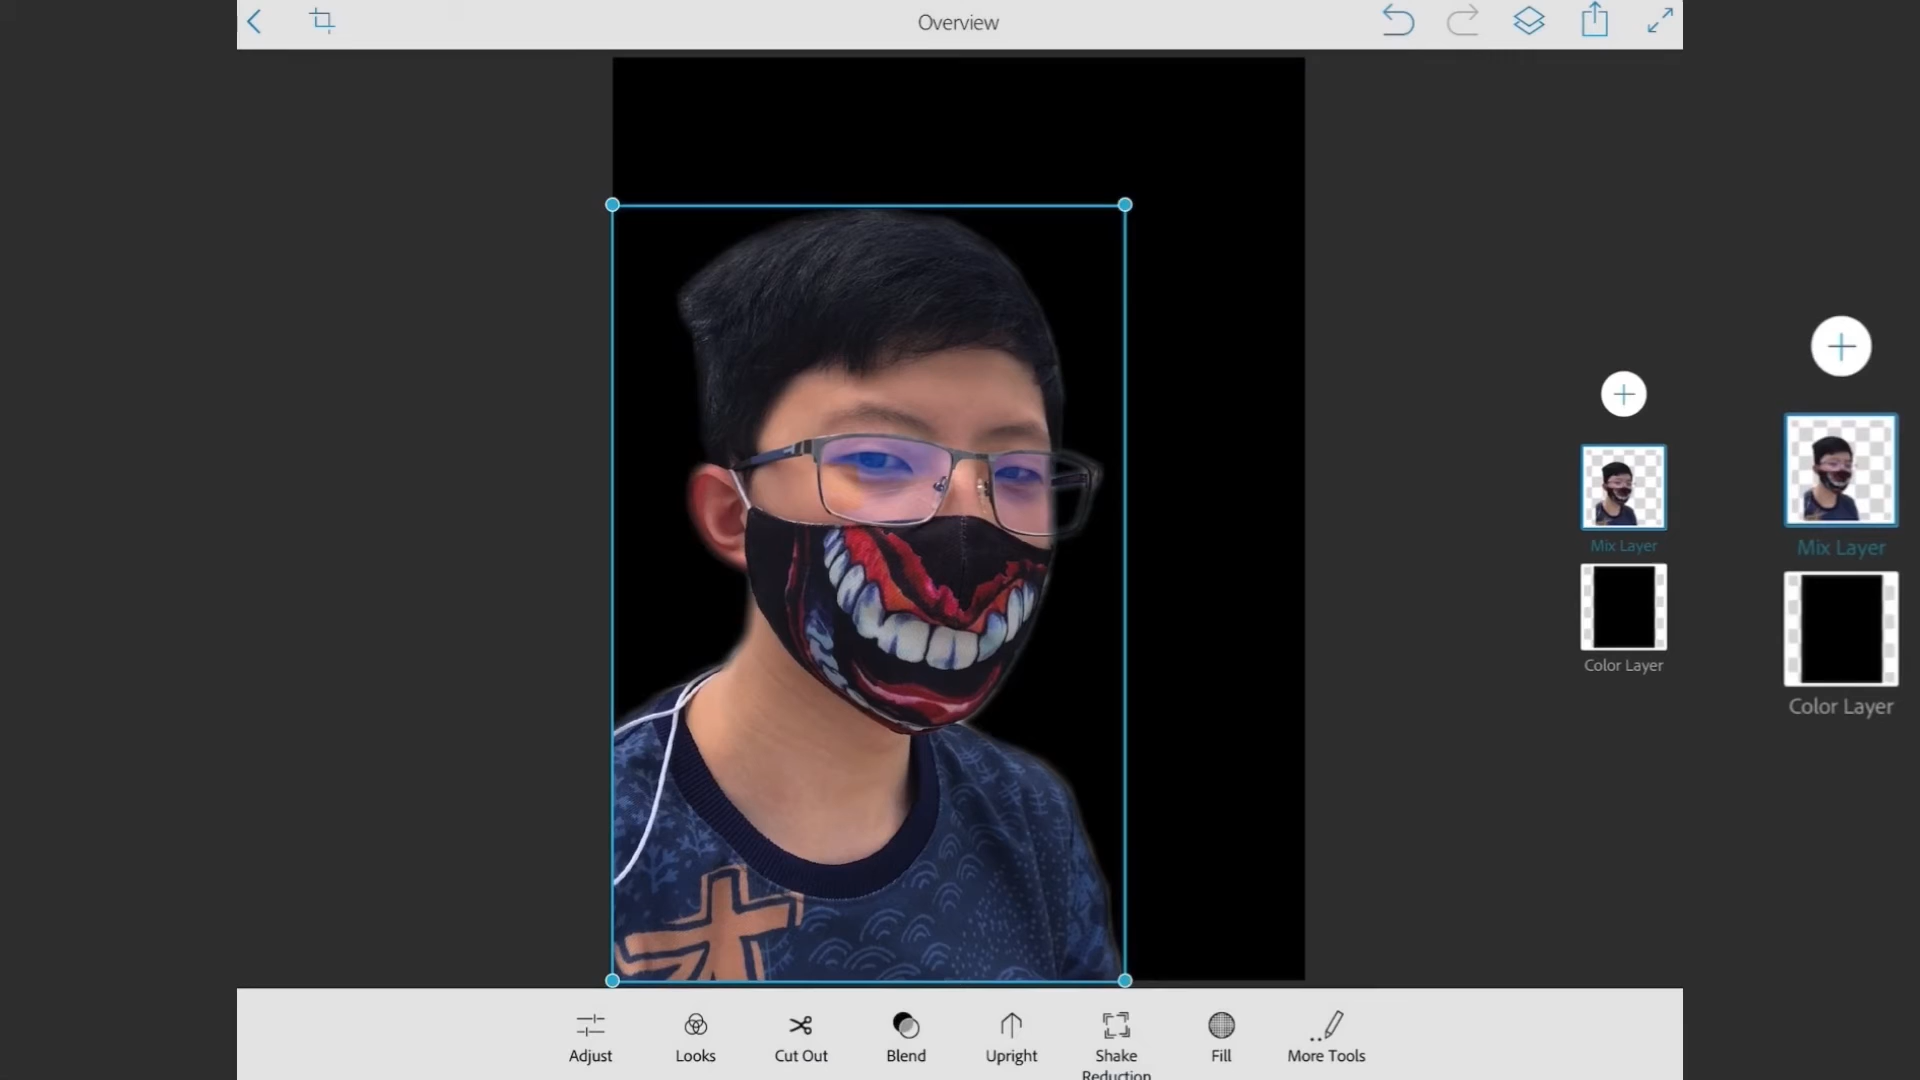 Overview
Mix Layer
Color Layer
Mix Layer
Color Layer
Adjust
Looks
Cut Out
Blend
Upright
Shake
Reduction
Fill
More Tools